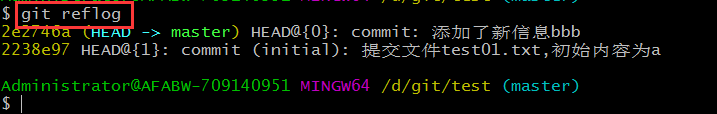 $ git reflog
2e2746a (HEAD -> master) HEAD@{0}: commit: 添加了新信息bbb
2238e97 HEAD@{1}: commit (initial): 提交文件test01.txt,初始内容为a
Administrator@AFABW-709140951 MINGW64 /d/git/test (master)
$